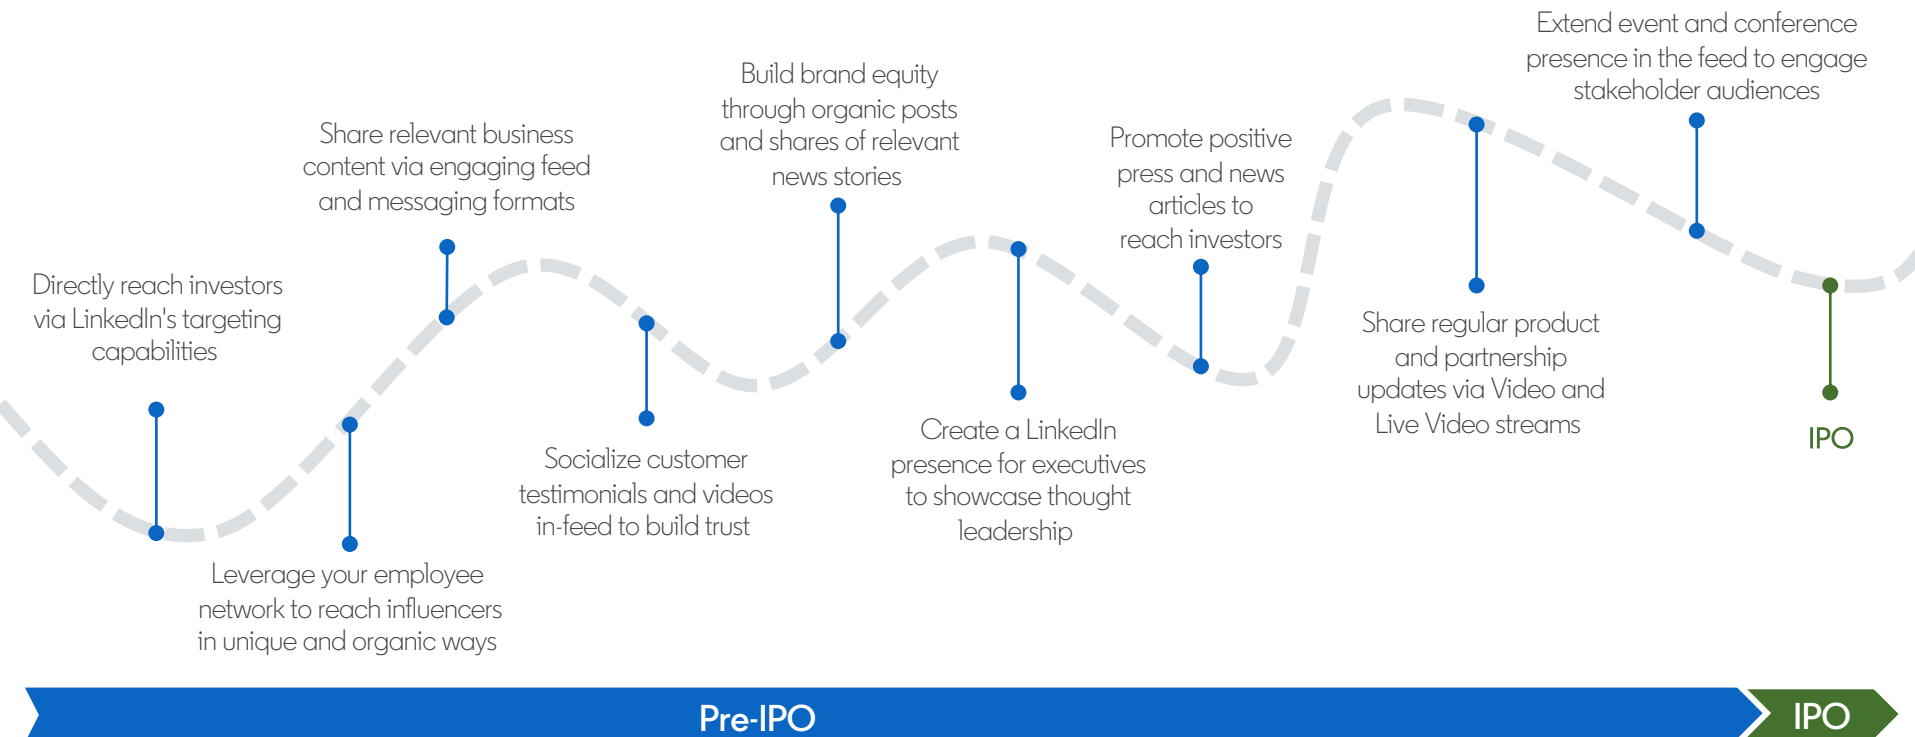 Directly reach investors
via LinkedIn's targeting
capabilities
Leverage your employee
network to reach influencers
in unique and organic ways
Share relevant business
content via engaging feed
and messaging formats
Socialize customer
testimonials and videos
in-feed to build trust
Build brand equity
through organic posts
and shares of relevant
news stories
Create a LinkedIn
presence for executives
to showcase thought
leadership
Promote positive
press and news
articles to
reach investors
Share regular product
and partnership
updates via Video and
Live Video streams
Extend event and conference
presence in the feed to engage
stakeholder audiences
IPO
Pre-IPO
IPO